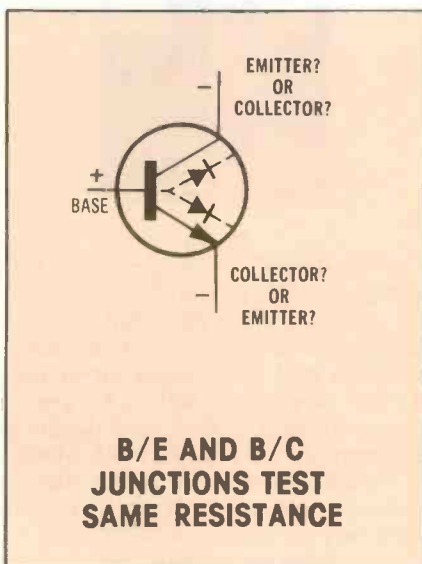 EMITTER?
OR
COLLECTOR?
−
+
BASE
−
COLLECTOR?
OR
EMITTER?
B/E AND B/C
JUNCTIONS TEST
SAME RESISTANCE